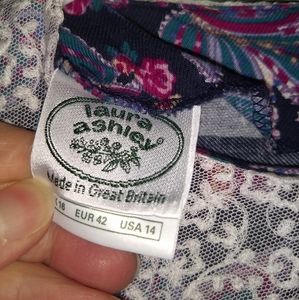 laura
ashley
Made in Great Britain
16 EUR 42 USA 14